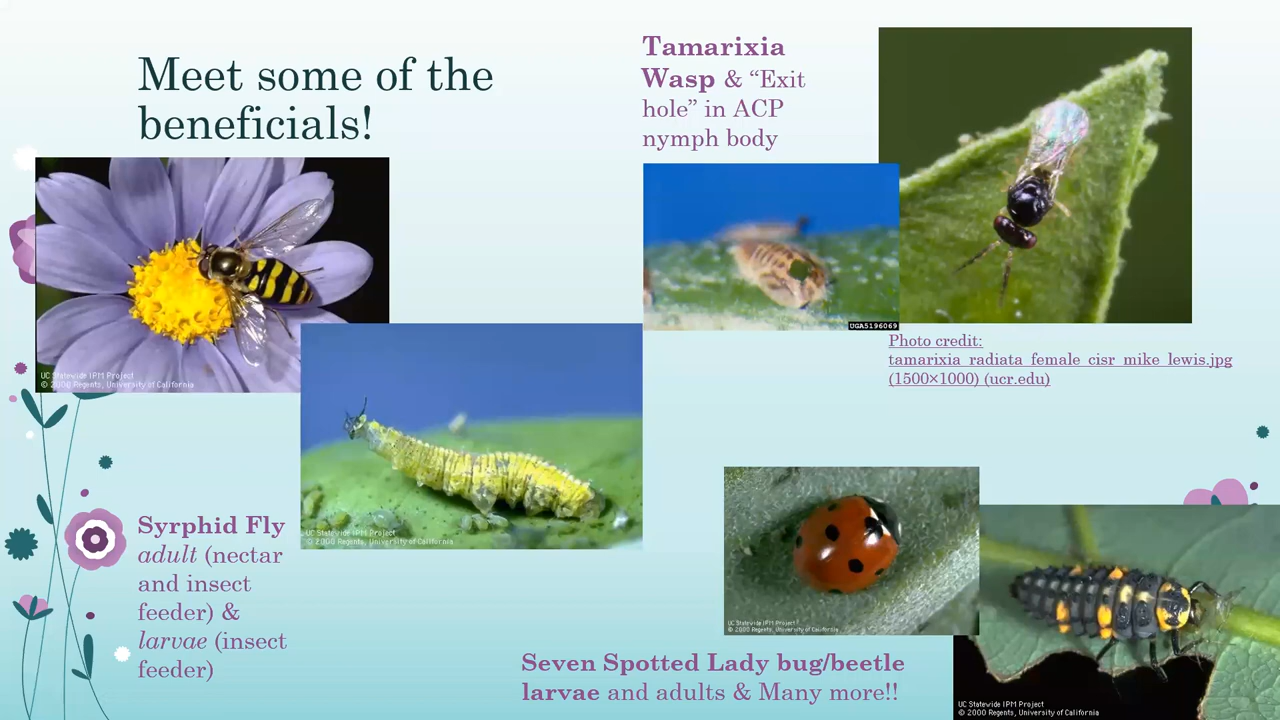 Meet some of the
beneficials!
Tamarixia
Wasp & “Exit
hole” in ACP
nymph body
UGA5196069
Photo credit:
tamarixia_radiata_female_cisr_mike_lewis.jpg
(1500×1000) (ucr.edu)
UC Statewide IPM Project
© 2000 Regents, University of California
UC Statewide IPM Project
© 2000 Regents, University of California
Syrphid Fly
adult (nectar
and insect
feeder) &
larvae (insect
feeder)
UC Statewide IPM Project
© 2000 Regents, University of California
Seven Spotted Lady bug/beetle
larvae and adults & Many more!!
UC Statewide IPM Project
© 2000 Regents, University of California